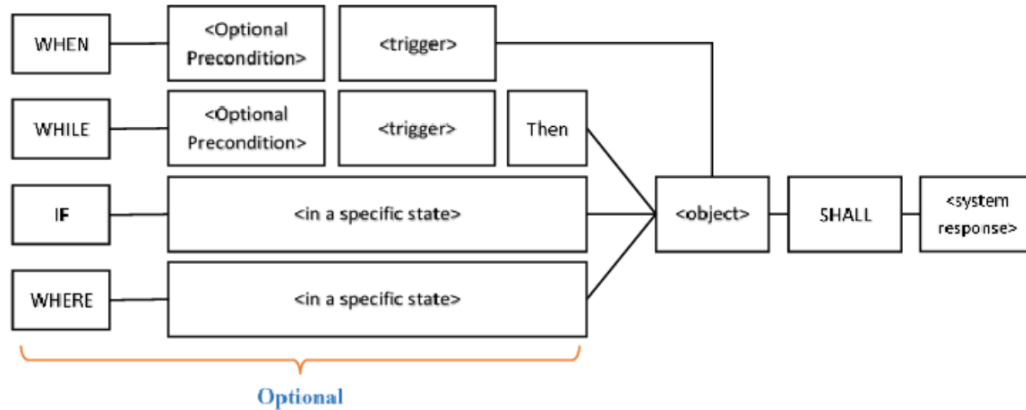 WHEN
<Optional
Precondition>
<trigger>
WHILE
<Optional
Precondition>
<trigger>
Then
IF
<in a specific state>
<object>
SHALL
<system
response>
WHERE
<in a specific state>
Optional